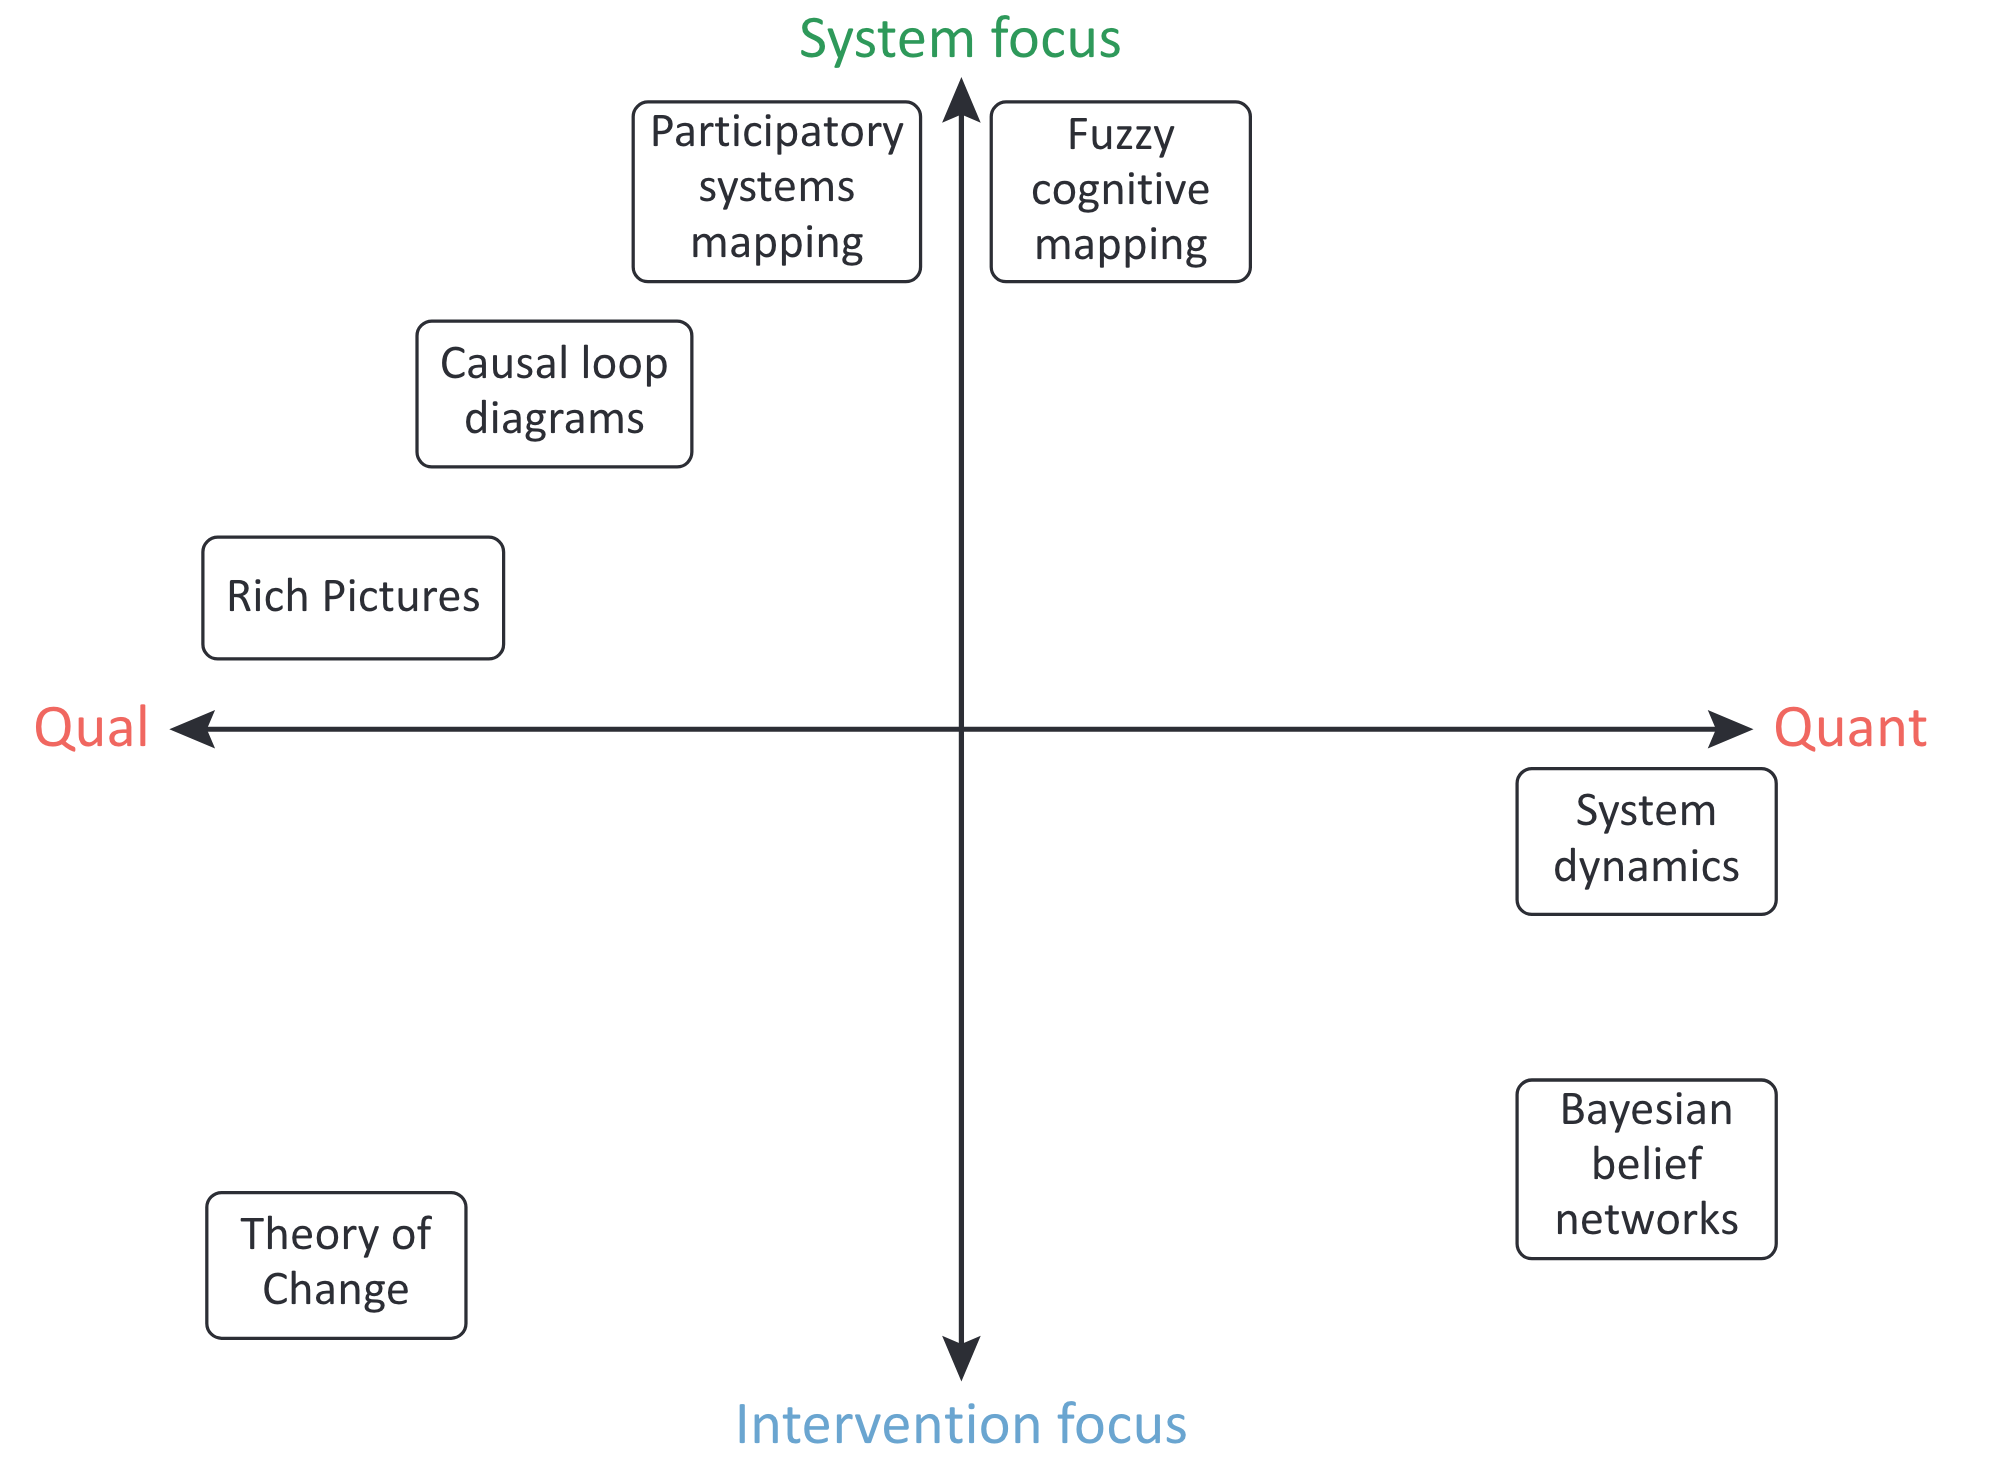 System focus
Participatory
systems
mapping
Fuzzy
cognitive
mapping
Causal loop
diagrams
Rich Pictures
Qual
Quant
System
dynamics
Bayesian
belief
networks
Theory of
Change
Intervention focus